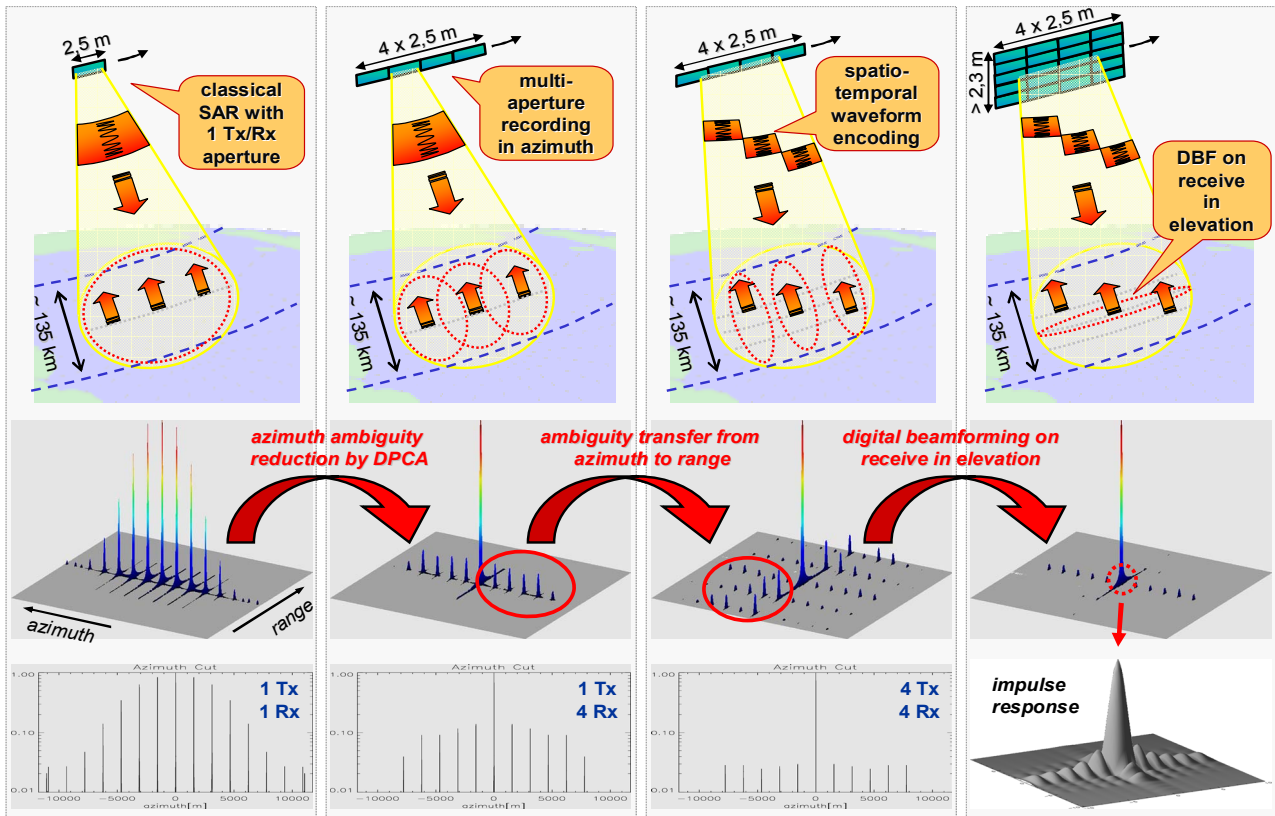 2,5 m
classical
SAR with
1 Tx/Rx
aperture
~ 135 km
4 x 2,5 m
multi-
aperture
recording
in azimuth
~ 135 km
4 x 2,5 m
spatio-
temporal
waveform
encoding
~ 135 km
4 x 2,5 m
> 2,3 m
DBF on
receive
in
elevation
~ 135 km
azimuth ambiguity
reduction by DPCA
ambiguity transfer from
azimuth to range
digital beamforming on
receive in elevation
azimuth
range
Azimuth Cut
1.00
0.10
0.01
1 Tx
1 Rx
-10000 -5000 0 5000 10000
azimuth[m]
Azimuth Cut
1.00
0.10
0.01
1 Tx
4 Rx
-10000 -5000 0 5000 10000
azimuth[m]
Azimuth Cut
1.00
0.10
0.01
4 Tx
4 Rx
-10000 -5000 0 5000 10000
azimuth[m]
impulse
response